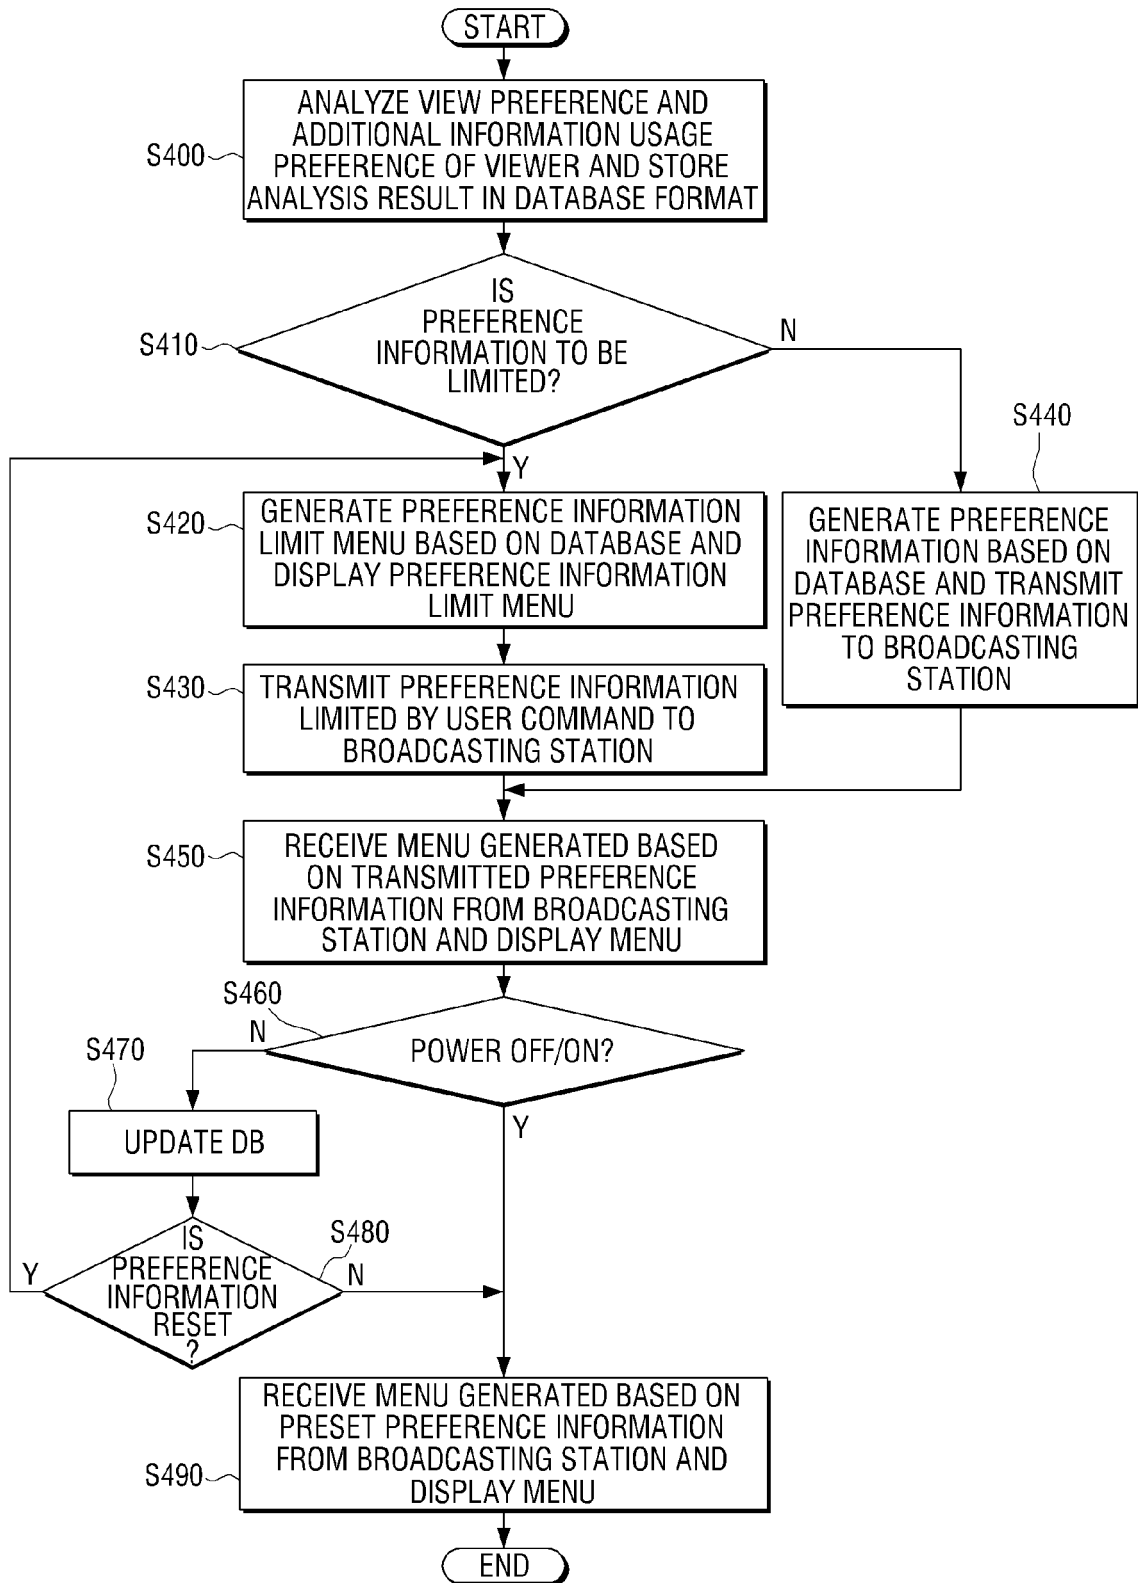 START
S400
ANALYZE VIEW PREFERENCE AND
ADDITIONAL INFORMATION USAGE
PREFERENCE OF VIEWER AND STORE
ANALYSIS RESULT IN DATABASE FORMAT
S410
IS
PREFERENCE
INFORMATION TO BE
LIMITED?
N
Y
S420
GENERATE PREFERENCE INFORMATION
LIMIT MENU BASED ON DATABASE AND
DISPLAY PREFERENCE INFORMATION
LIMIT MENU
S440
GENERATE PREFERENCE
INFORMATION BASED ON
DATABASE AND TRANSMIT
PREFERENCE INFORMATION
TO BROADCASTING
STATION
S430
TRANSMIT PREFERENCE INFORMATION
LIMITED BY USER COMMAND TO
BROADCASTING STATION
S450
RECEIVE MENU GENERATED BASED
ON TRANSMITTED PREFERENCE
INFORMATION FROM BROADCASTING
STATION AND DISPLAY MENU
S460
POWER OFF/ON?
N
Y
S470
UPDATE DB
S480
IS
PREFERENCE
INFORMATION
RESET
?
Y
N
S490
RECEIVE MENU GENERATED BASED ON
PRESET PREFERENCE INFORMATION
FROM BROADCASTING STATION AND
DISPLAY MENU
END